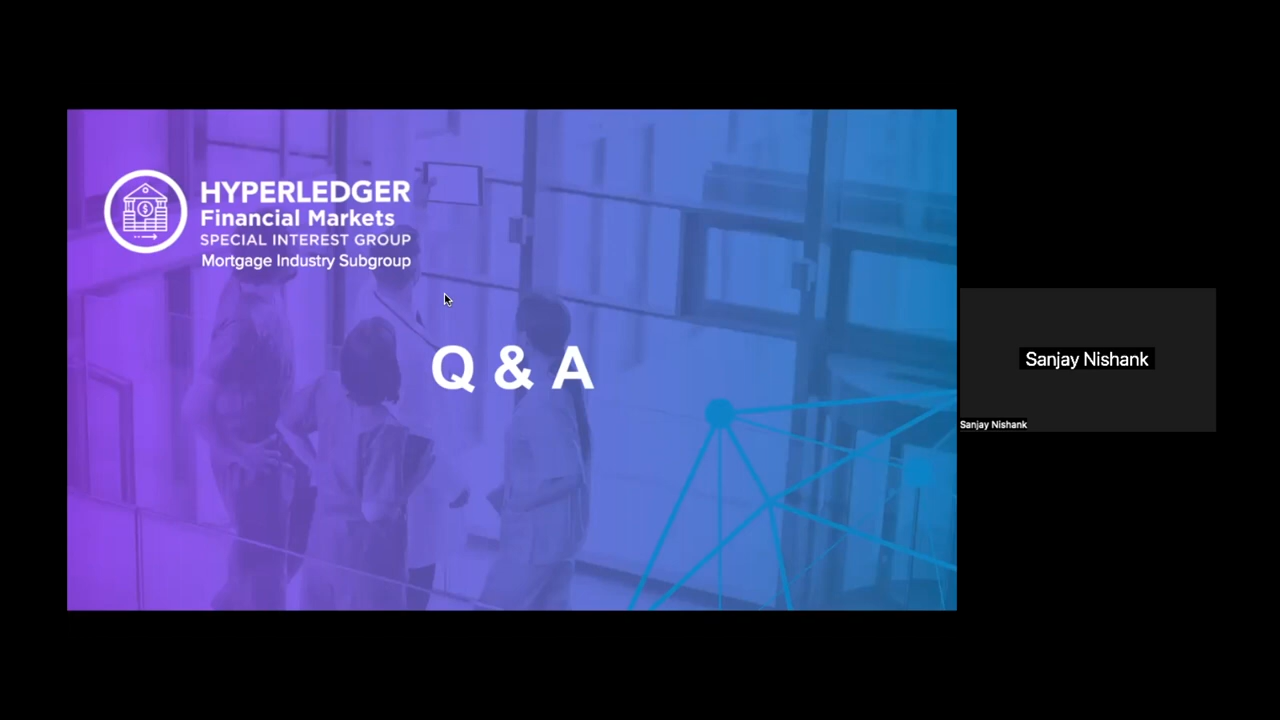 HYPERLEDGER
Financial Markets
SPECIAL INTEREST GROUP
Mortgage Industry Subgroup
Q & A
Sanjay Nishank
Sanjay Nishank